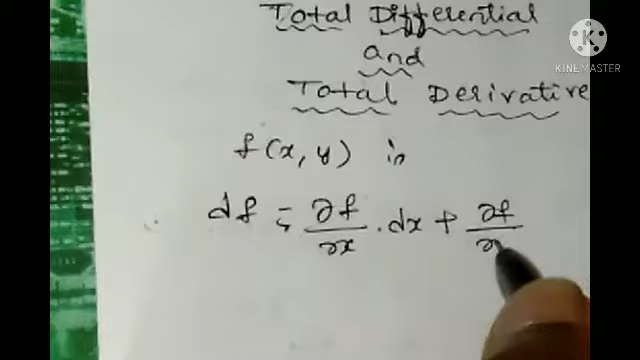 Total Differential
and
Total Derivative
KINEMASTER
f(x, y) is
df = ∂f/∂x . dx + ∂f/∂